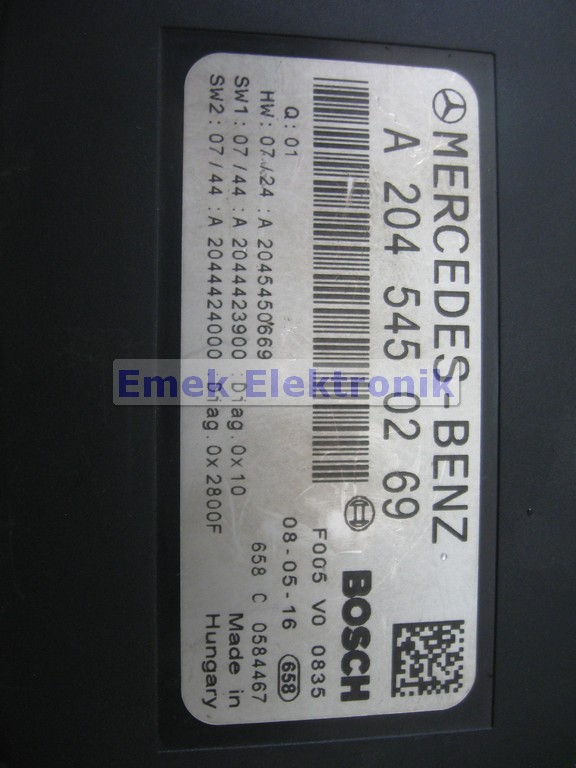 MERCEDES-BENZ
A 204 545 02 69
F005 V0 0835
BOSCH
Q:01
08-05-16 658
HW:07/24:A 2045450669
658 C 0584467
SW1:07/44:A 2044423900:Diag.0x10
Made in
SW2:07/44:A 2044424000:Diag.0x2800F
Hungary
Emek Elektronik